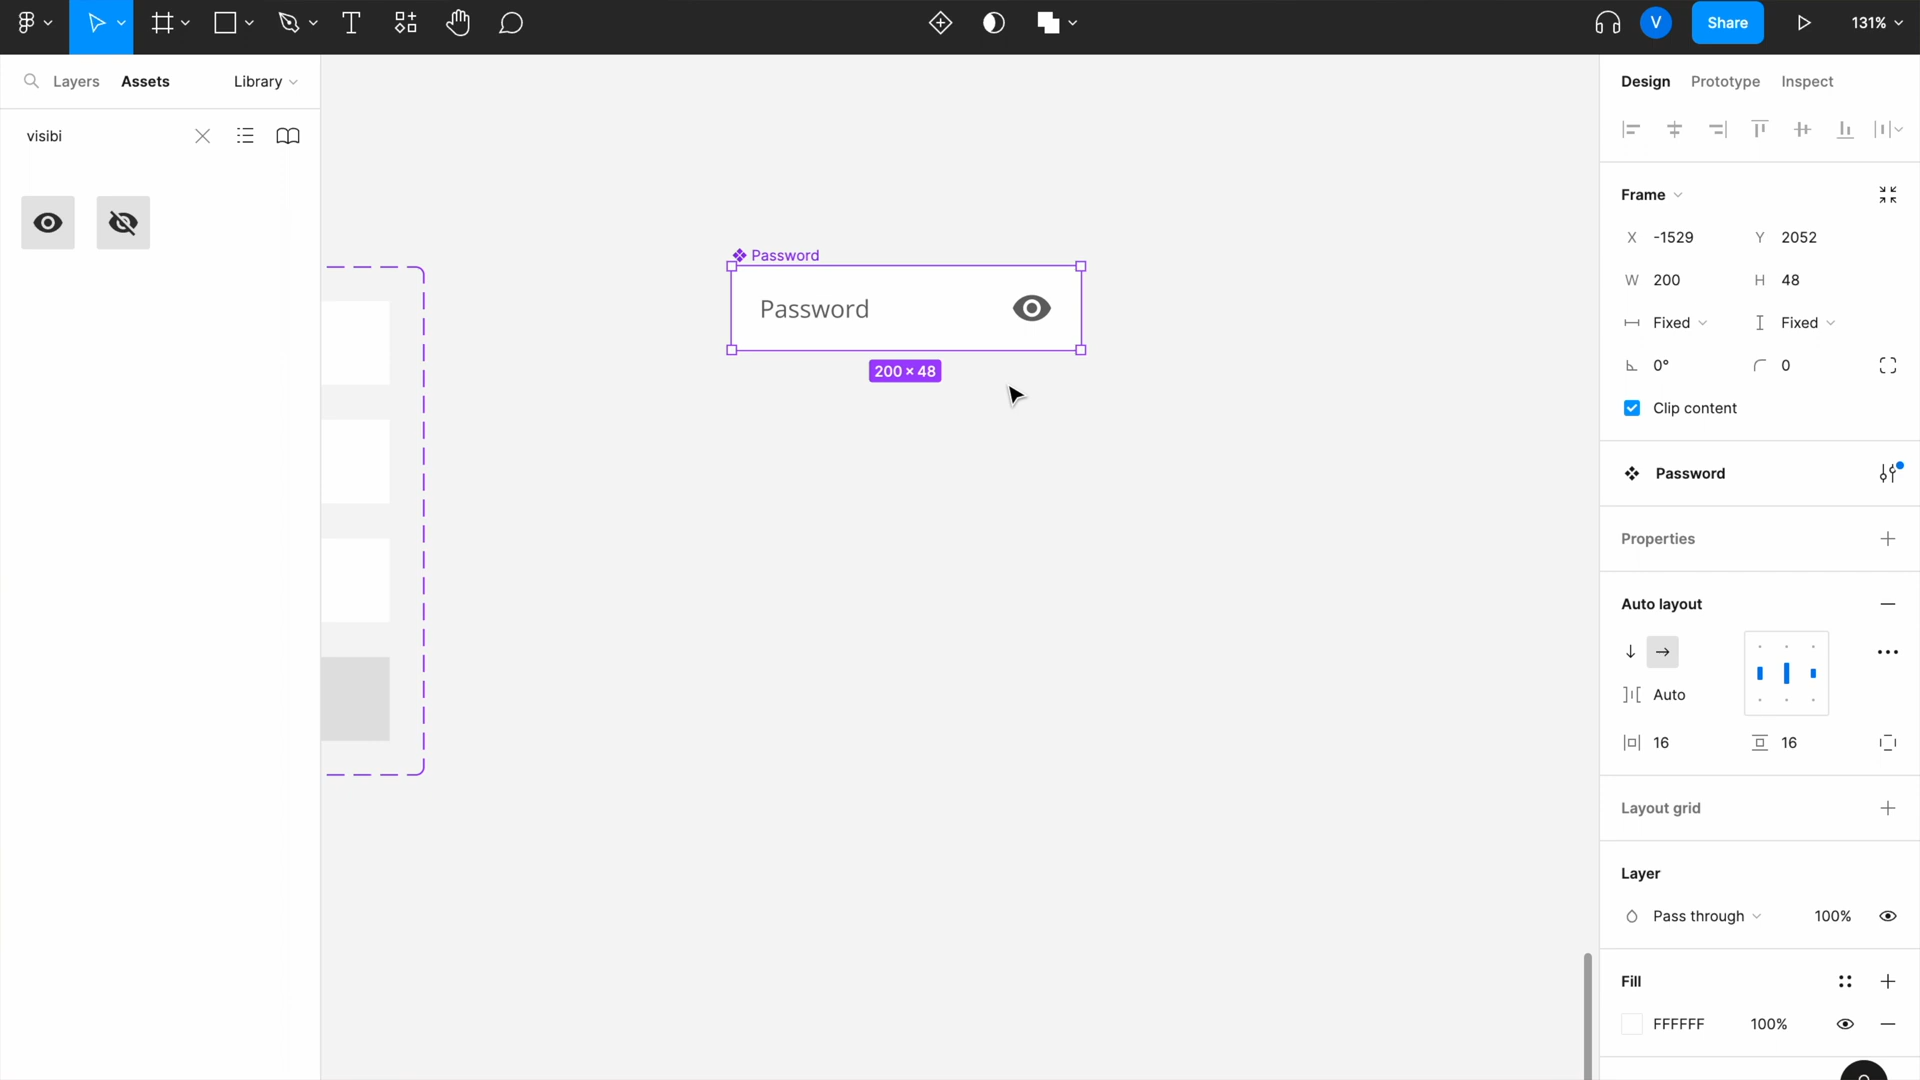 V
Share
131%
Layers
Assets
Library
visibi
Password
Password
200 × 48
Design
Prototype
Inspect
Frame
X -1529
Y 2052
W 200
H 48
Fixed
Fixed
0°
0
Clip content
Password
Properties
Auto layout
Auto
16
16
Layout grid
Layer
Pass through
100%
Fill
FFFFFF
100%